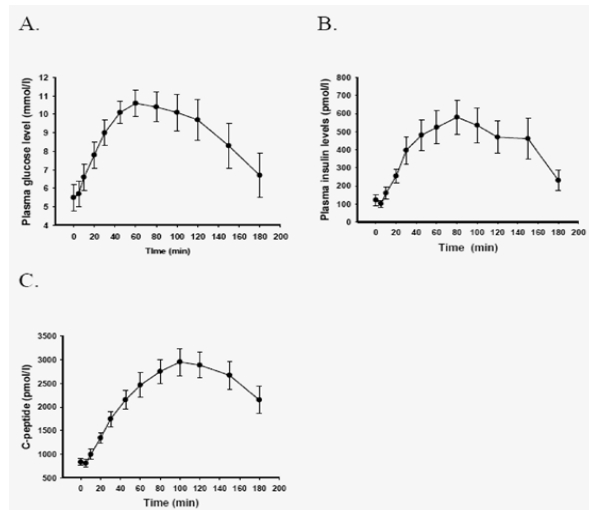 A.
B.
12
11
10
9
8
7
6
5
4
Plasma glucose level (mmol/l)
0 20 40 60 80 100 120 140 160 180 200
Time (min)
800
700
600
500
400
300
200
100
0
Plasma insulin levels (pmol/l)
0 20 40 60 80 100 120 140 160 180 200
Time (min)
C.
3500
3000
2500
2000
1500
1000
500
C-peptide (pmol/l)
0 20 40 60 80 100 120 140 160 180 200
Time (min)